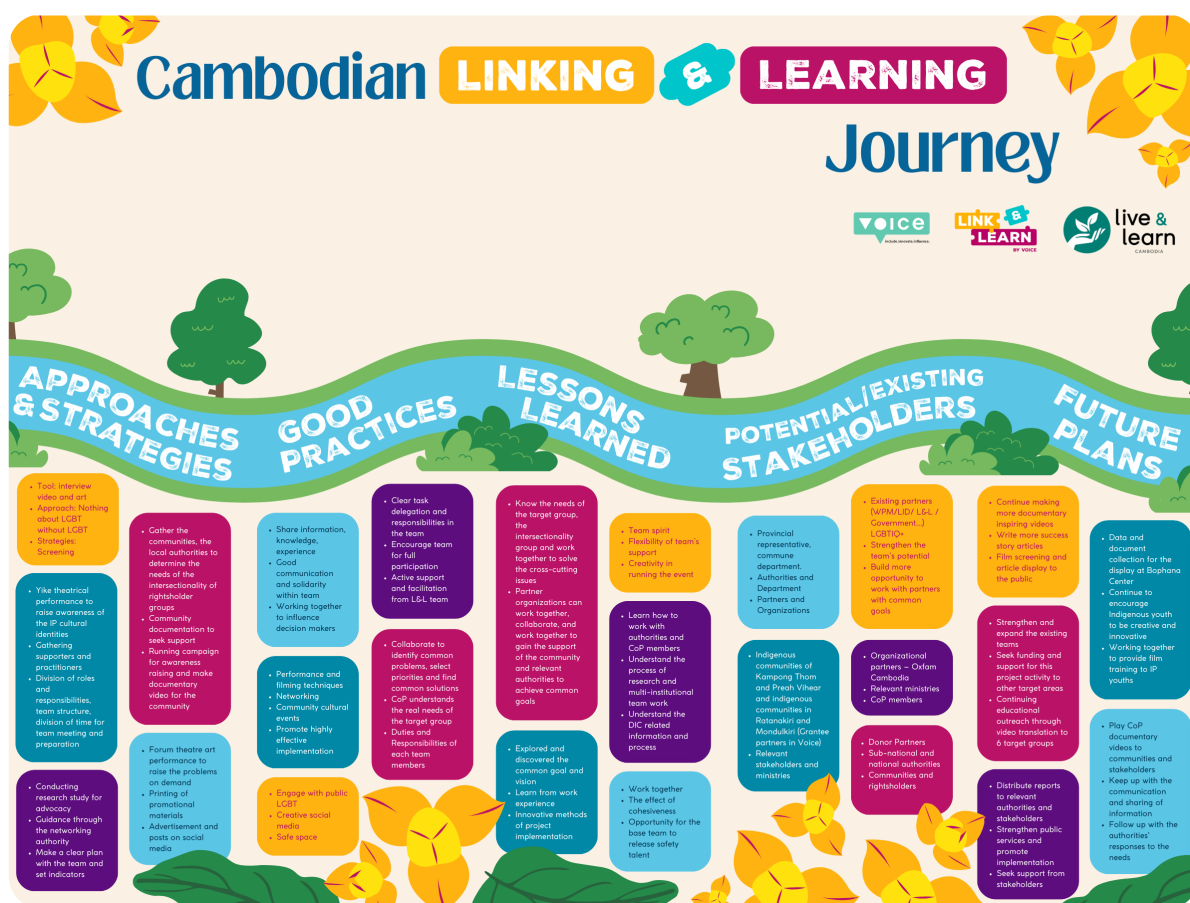 Cambodian LINKING & LEARNING
Journey
VOICE
include.elevate.influence.
LINK &
LEARN
BY VOICE
live &
learn
CAMBODIA
APPROACHES
& STRATEGIES
GOOD
PRACTICES
LESSONS
LEARNED
POTENTIAL/EXISTING
STAKEHOLDERS
FUTURE
PLANS
• Tool: interview
video and art
• Approach: Nothing
about LGBT
without LGBT
• Strategies:
Screening
• Yike theatrical
performance to
raise awareness of
the IP cultural
identities
• Gathering
supporters and
practitioners
• Division of roles
and
responsibilities,
team structure,
division of time for
team meeting and
preparation
• Conducting
research study for
advocacy
• Guidance through
the networking
authority
• Make a clear plan
with the team and
set indicators
• Gather the
communities, the
local authorities to
determine the
needs of the
intersectionality of
rightsholder
groups
• Community
documentation to
seek support
• Running campaign
for awareness
raising and make
documentary
video for the
community
• Forum theatre art
performance to
raise the problems
on demand
• Printing of
promotional
materials
• Advertisement and
posts on social
media
• Share information,
knowledge,
experience
• Good
communication
and solidarity
within team
• Working together
to influence
decision makers
• Performance and
filming techniques
• Networking
• Community cultural
events
• Promote highly
effective
implementation
• Engage with public
LGBT
• Creative social
media
• Safe space
• Clear task
delegation and
responsibilities in
the team
• Encourage team
for full
participation
• Active support
and facilitation
from L&L team
• Collaborate to
identify common
problems, select
priorities and find
common solutions
• CoP understands
the real needs of
the target group
• Duties and
Responsibilities of
each team
members
• Know the needs of
the target group,
the
intersectionality
group and work
together to solve
the cross-cutting
issues
• Partner
organizations can
work together,
collaborate, and
work together to
gain the support
of the community
and relevant
authorities to
achieve common
goals
• Explored and
discovered the
common goal and
vision
• Learn from work
experience
• Innovative methods
of project
implementation
• Team spirit
• Flexibility of team's
support
• Creativity in
running the event
• Learn how to
work with
authorities and
CoP members
• Understand the
process of
research and
multi-institutional
team work
• Understand the
DIC related
information and
process
• Work together
• The effect of
cohesiveness
• Opportunity for the
base team to
release safety
talent
• Provincial
representative,
commune
department.
• Authorities and
Department
• Partners and
Organizations
• Indigenous
communities of
Kampong Thom
and Preah Vihear
and indigenous
communities in
Ratanakiri and
Mondulkiri (Grantee
partners in Voice)
• Relevant
stakeholders and
ministries
• Existing partners
(WPM/LID/ L&L /
Government...)
LGBTIQ+
• Strengthen the
team's potential
• Build more
opportunity to
work with partners
with common
goals
• Organizational
partners – Oxfam
Cambodia
• Relevant ministries
• CoP members
• Donor Partners
• Sub-national and
national authorities
• Communities and
rightsholders
• Continue making
more documentary
inspiring videos
• Write more success
story articles
• Film screening and
article display to
the public
• Strengthen and
expand the existing
teams
• Seek funding and
support for this
project activity to
other target areas
• Continuing
educational
outreach through
video translation to
6 target groups
• Distribute reports
to relevant
authorities and
stakeholders
• Strengthen public
services and
promote
implementation
• Seek support from
stakeholders
• Data and
document
collection for the
display at Bophana
Center
• Continue to
encourage
Indigenous youth
to be creative and
innovative
• Working together
to provide film
training to IP
youths
• Play CoP
documentary
videos to
communities and
stakeholders
• Keep up with the
communication
and sharing of
information
• Follow up with the
authorities'
responses to the
needs